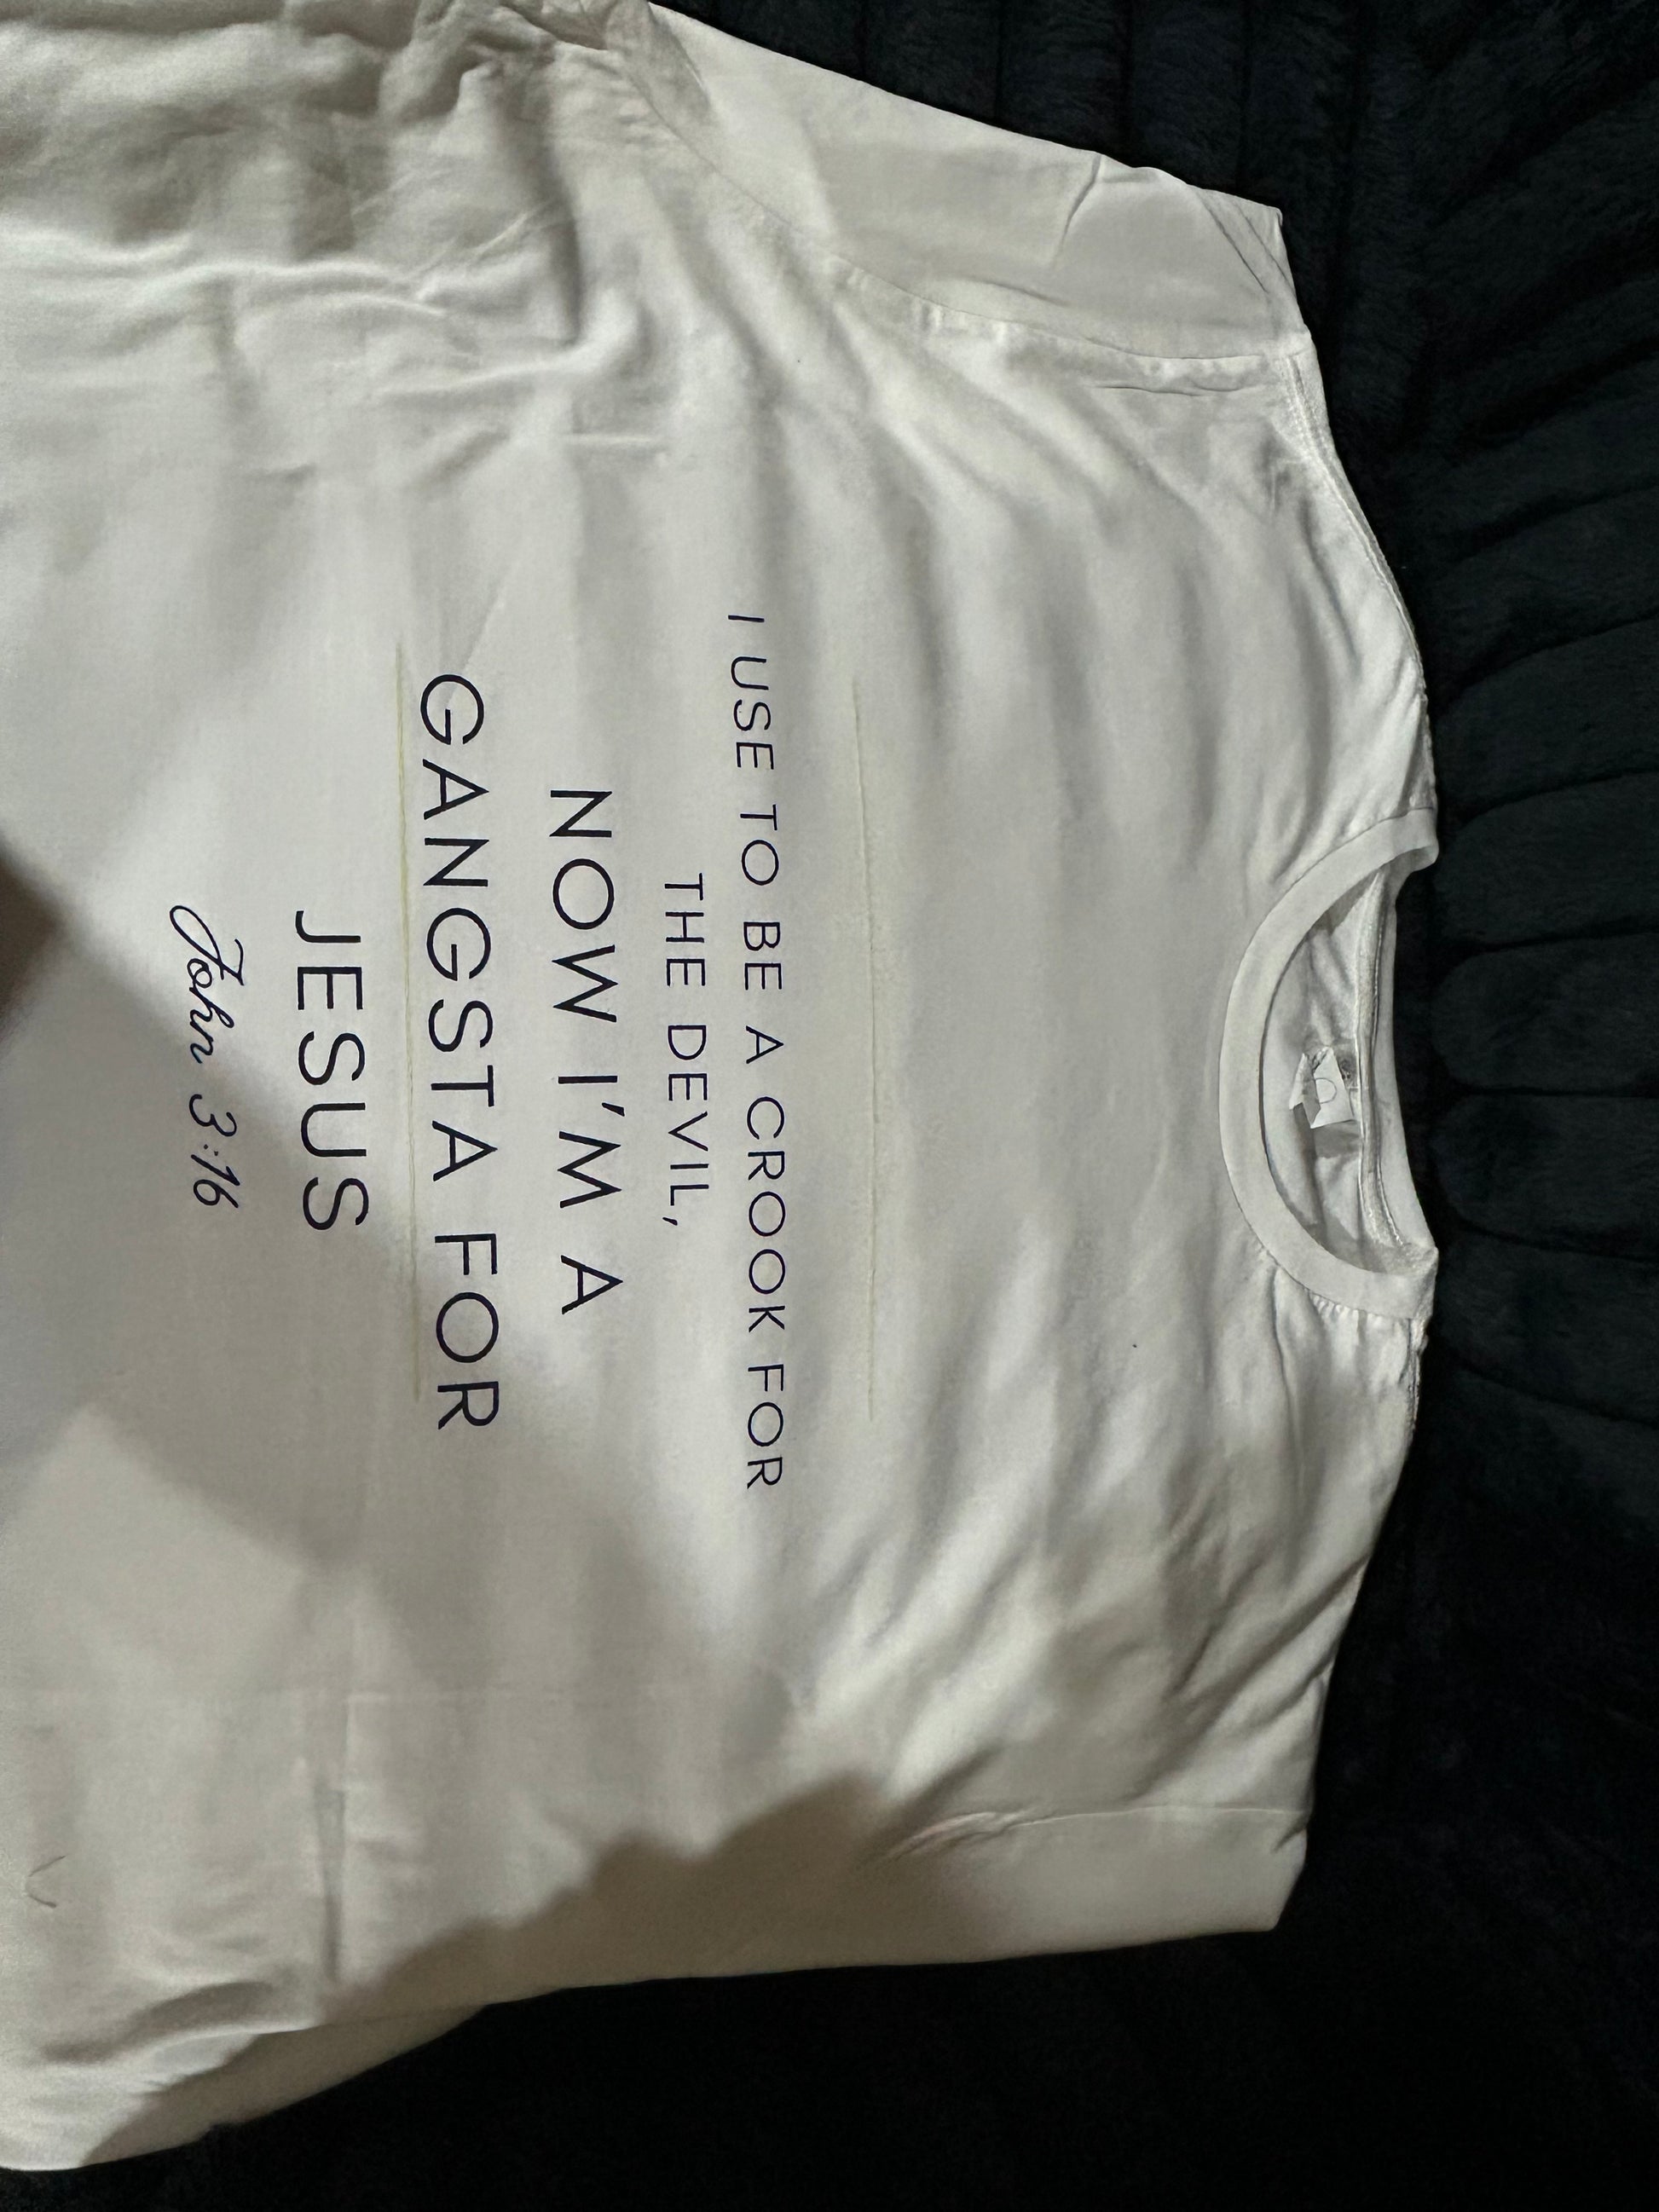 I USE TO BE A CROOK FOR
THE DEVIL,
NOW I'M A
GANGSTA FOR
JESUS
John 3:16